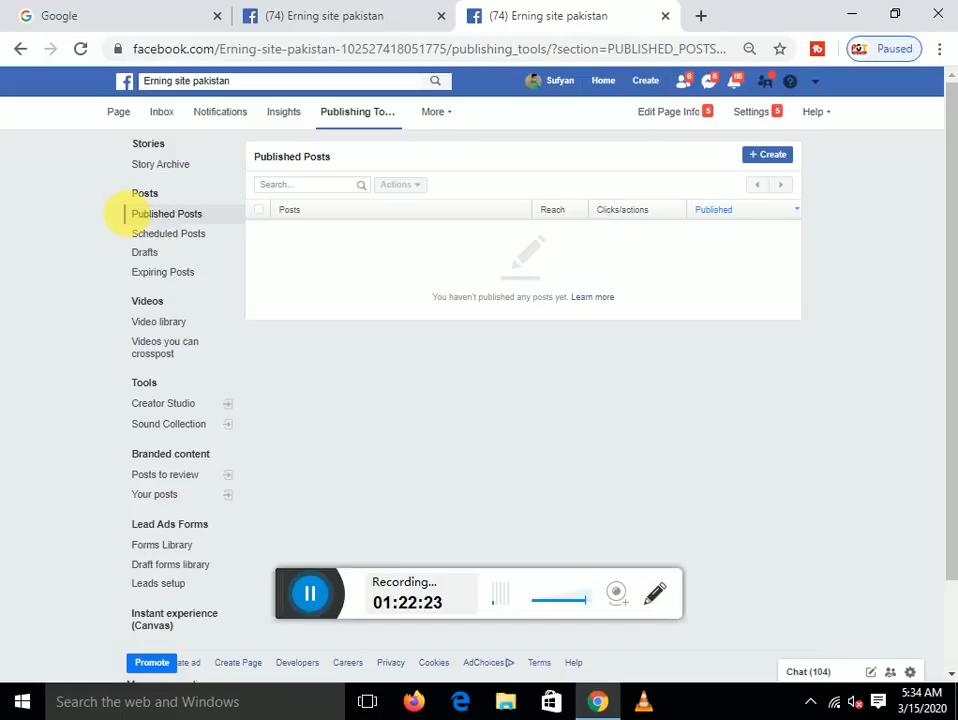 Google
(74) Erning site pakistan
(74) Erning site pakistan
facebook.com/Erning-site-pakistan-102527418051775/publishing_tools/?section=PUBLISHED_POSTS...
Paused
Erning site pakistan
Sufyan
Home
Create
6
8
66
Page
Inbox
Notifications
Insights
Publishing To...
More
Edit Page Info 5
Settings 5
Help
Stories
Story Archive
Posts
Published Posts
Scheduled Posts
Drafts
Expiring Posts
Videos
Video library
Videos you can
crosspost
Tools
Creator Studio
Sound Collection
Branded content
Posts to review
Your posts
Lead Ads Forms
Forms Library
Draft forms library
Leads setup
Instant experience
(Canvas)
Published Posts
+ Create
Search...
Actions
Posts
Reach
Clicks/actions
Published
You haven't published any posts yet. Learn more
Recording...
01:22:23
Promote
ate ad
Create Page
Developers
Careers
Privacy
Cookies
AdChoices
Terms
Help
Chat (104)
Search the web and Windows
5:34 AM
3/15/2020